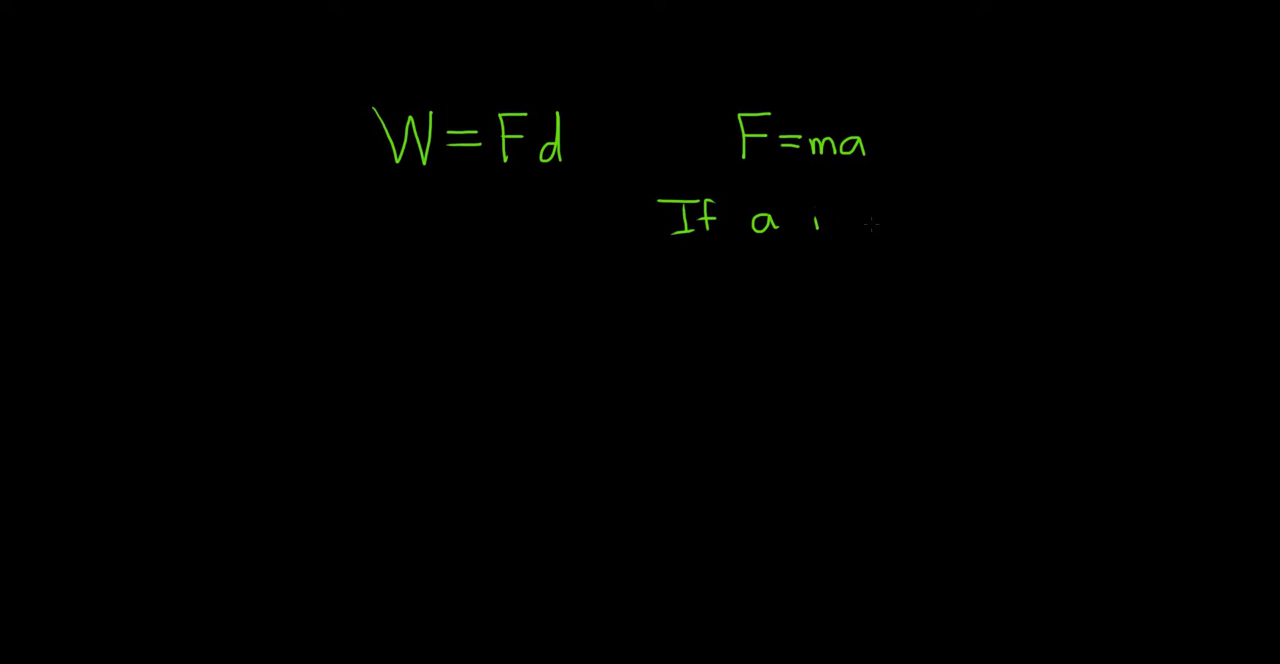 W = Fd F = ma
If a i